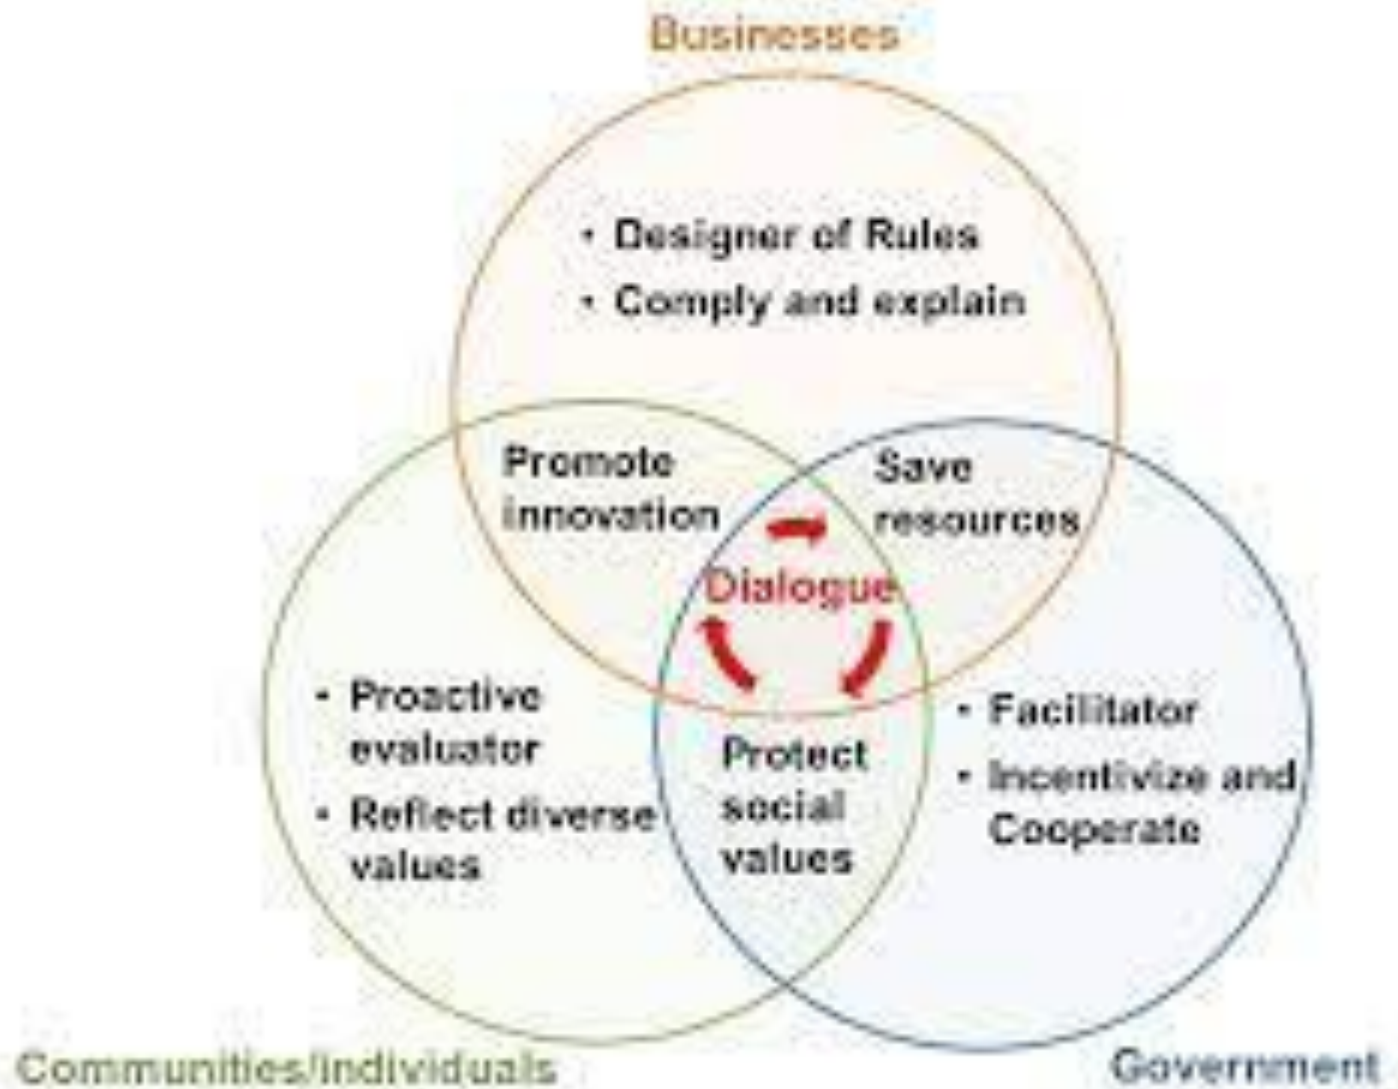 Businesses
• Designer of Rules
• Comply and explain
Promote
innovation
Save
resources
Dialogue
• Proactive
evaluator
• Reflect diverse
values
Protect
social
values
• Facilitator
• Incentivize and
Cooperate
Communities/individuals
Government